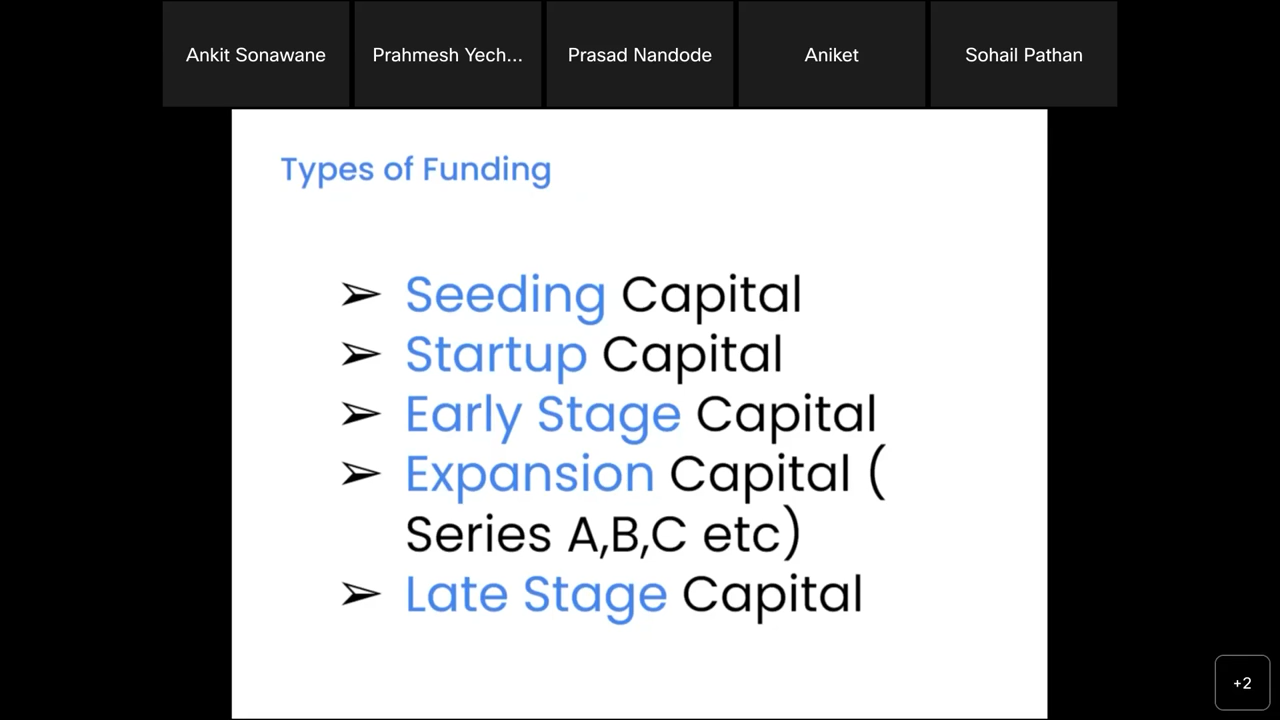 Ankit Sonawane
Prahmesh Yech...
Prasad Nandode
Aniket
Sohail Pathan
Types of Funding
➢ Seeding Capital
➢ Startup Capital
➢ Early Stage Capital
➢ Expansion Capital (
Series A,B,C etc)
➢ Late Stage Capital
+2